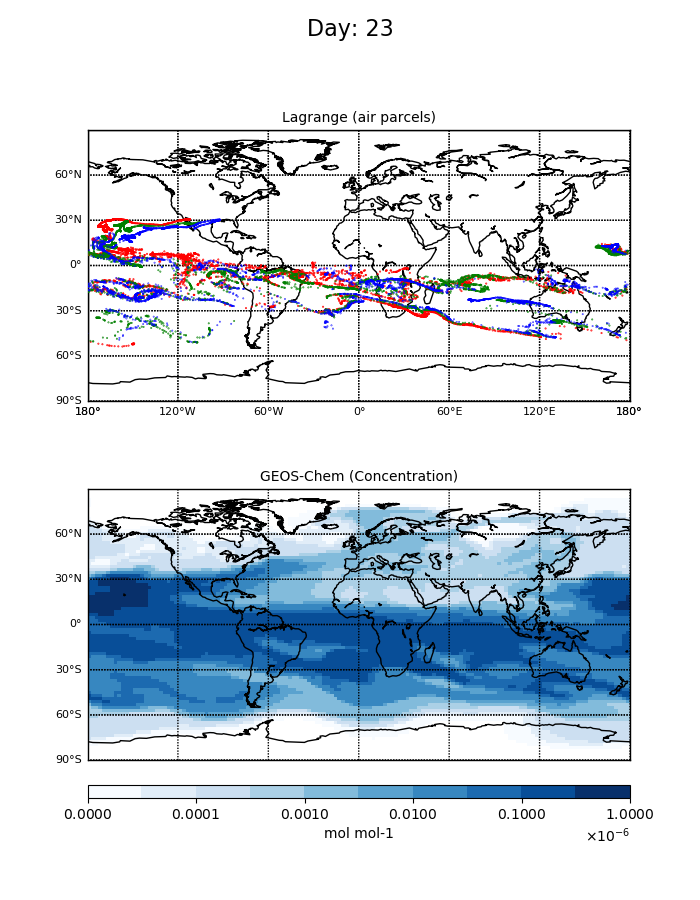 Day: 23
Lagrange (air parcels)
60°N
30°N
0°
30°S
60°S
90°S
180° 120°W 60°W 0° 60°E 120°E 180°
GEOS-Chem (Concentration)
60°N
30°N
0°
30°S
60°S
90°S
0.0000 0.0001 0.0010 0.0100 0.1000 1.0000
mol mol-1 ×10⁻⁶